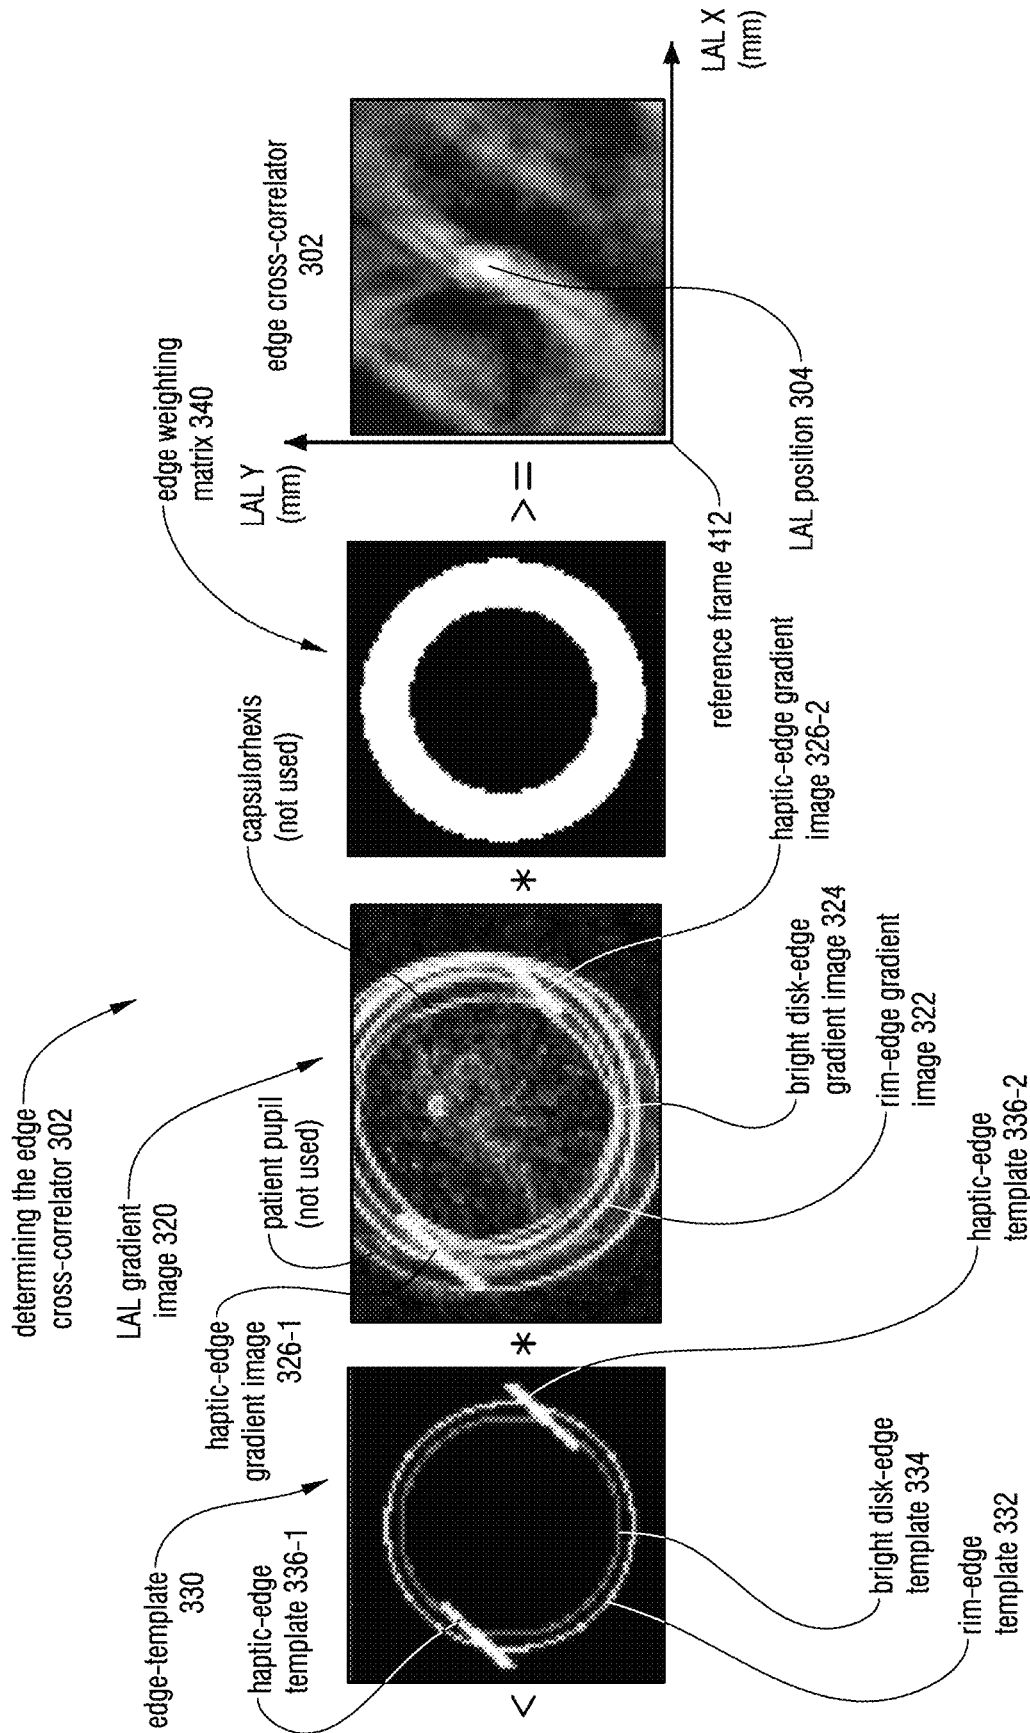 determining the edge
cross-correlator 302
LAL gradient
image 320
edge-template
330
haptic-edge
template 336-1
haptic-edge
gradient image
326-1
patient pupil
(not used)
capsulorhexis
(not used)
edge weighting
matrix 340
LAL Y
(mm)
edge cross-correlator
302
LAL X
(mm)
< * * > =
bright disk-edge
template 334
rim-edge
template 332
haptic-edge
template 336-2
bright disk-edge
gradient image 324
rim-edge gradient
image 322
haptic-edge gradient
image 326-2
reference frame 412
LAL position 304